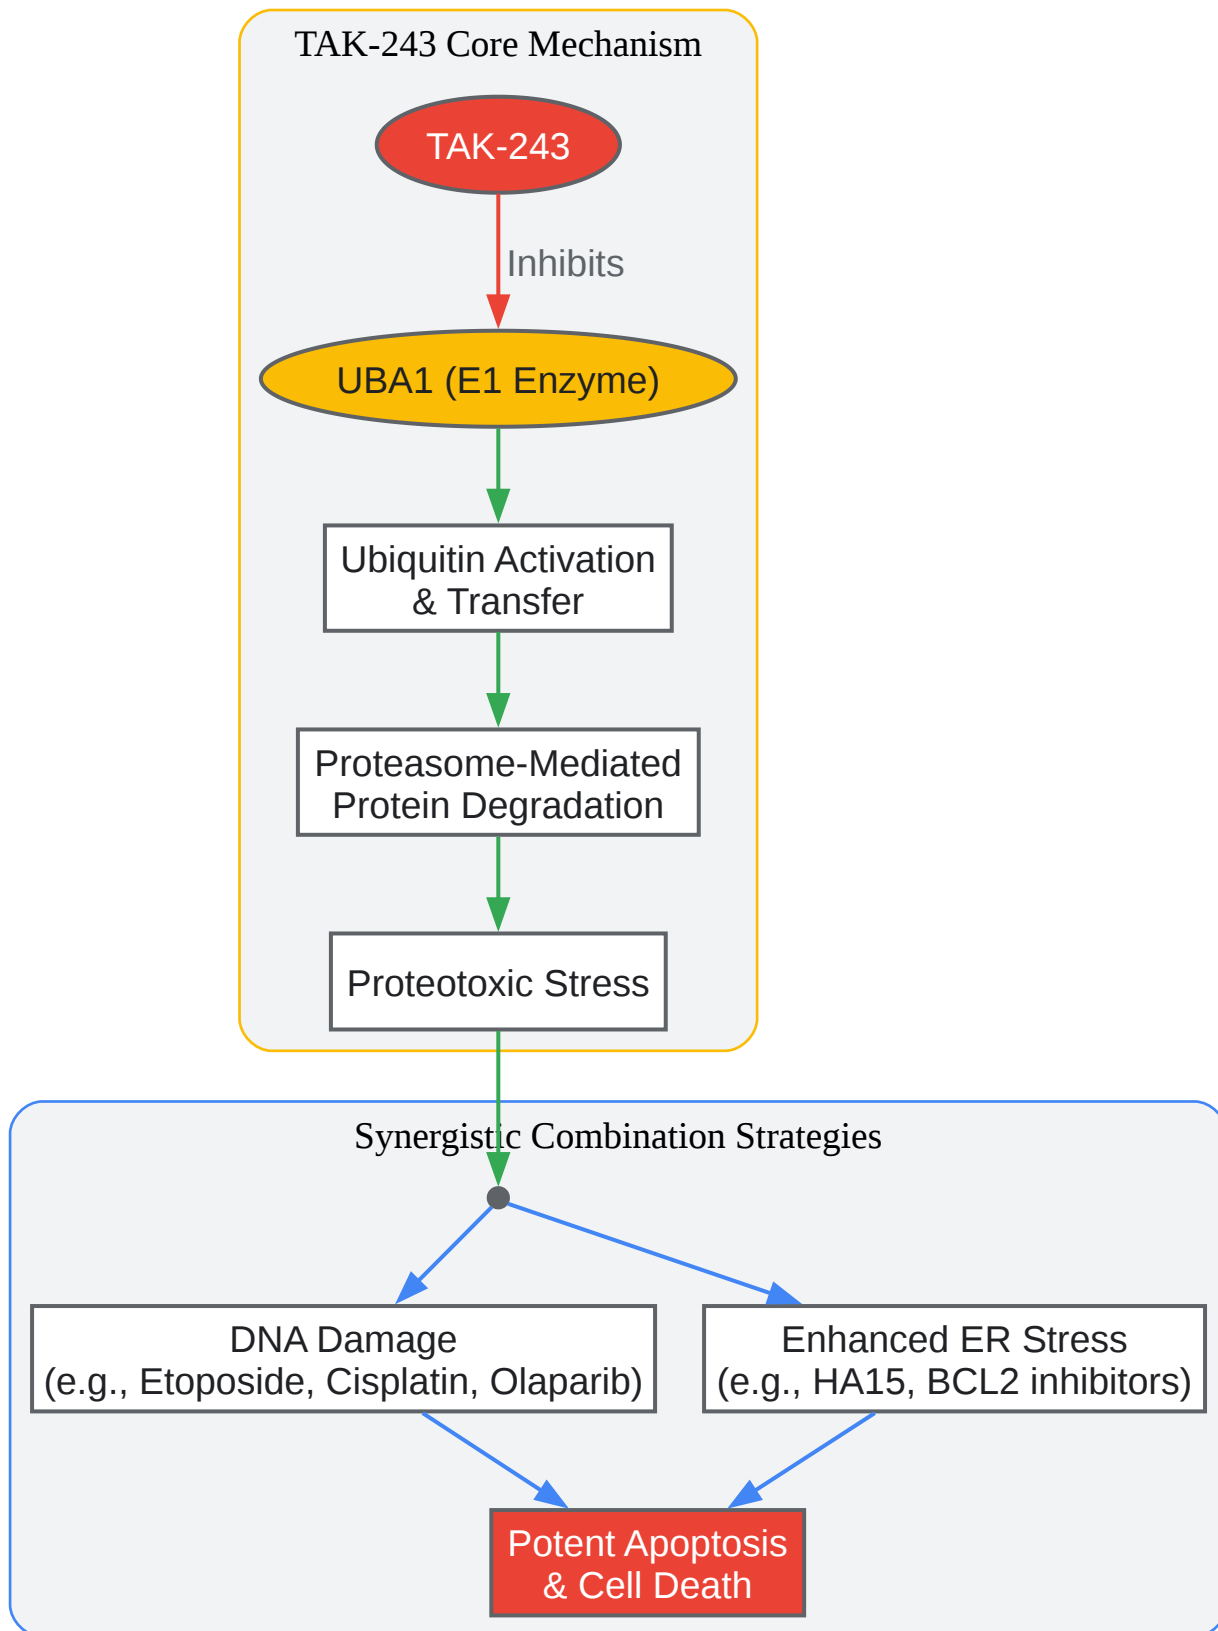 TAK-243 Core Mechanism
TAK-243
Inhibits
UBA1 (E1 Enzyme)
Ubiquitin Activation
& Transfer
Proteasome-Mediated
Protein Degradation
Proteotoxic Stress
Synergistic Combination Strategies
DNA Damage
(e.g., Etoposide, Cisplatin, Olaparib)
Enhanced ER Stress
(e.g., HA15, BCL2 inhibitors)
Potent Apoptosis
& Cell Death